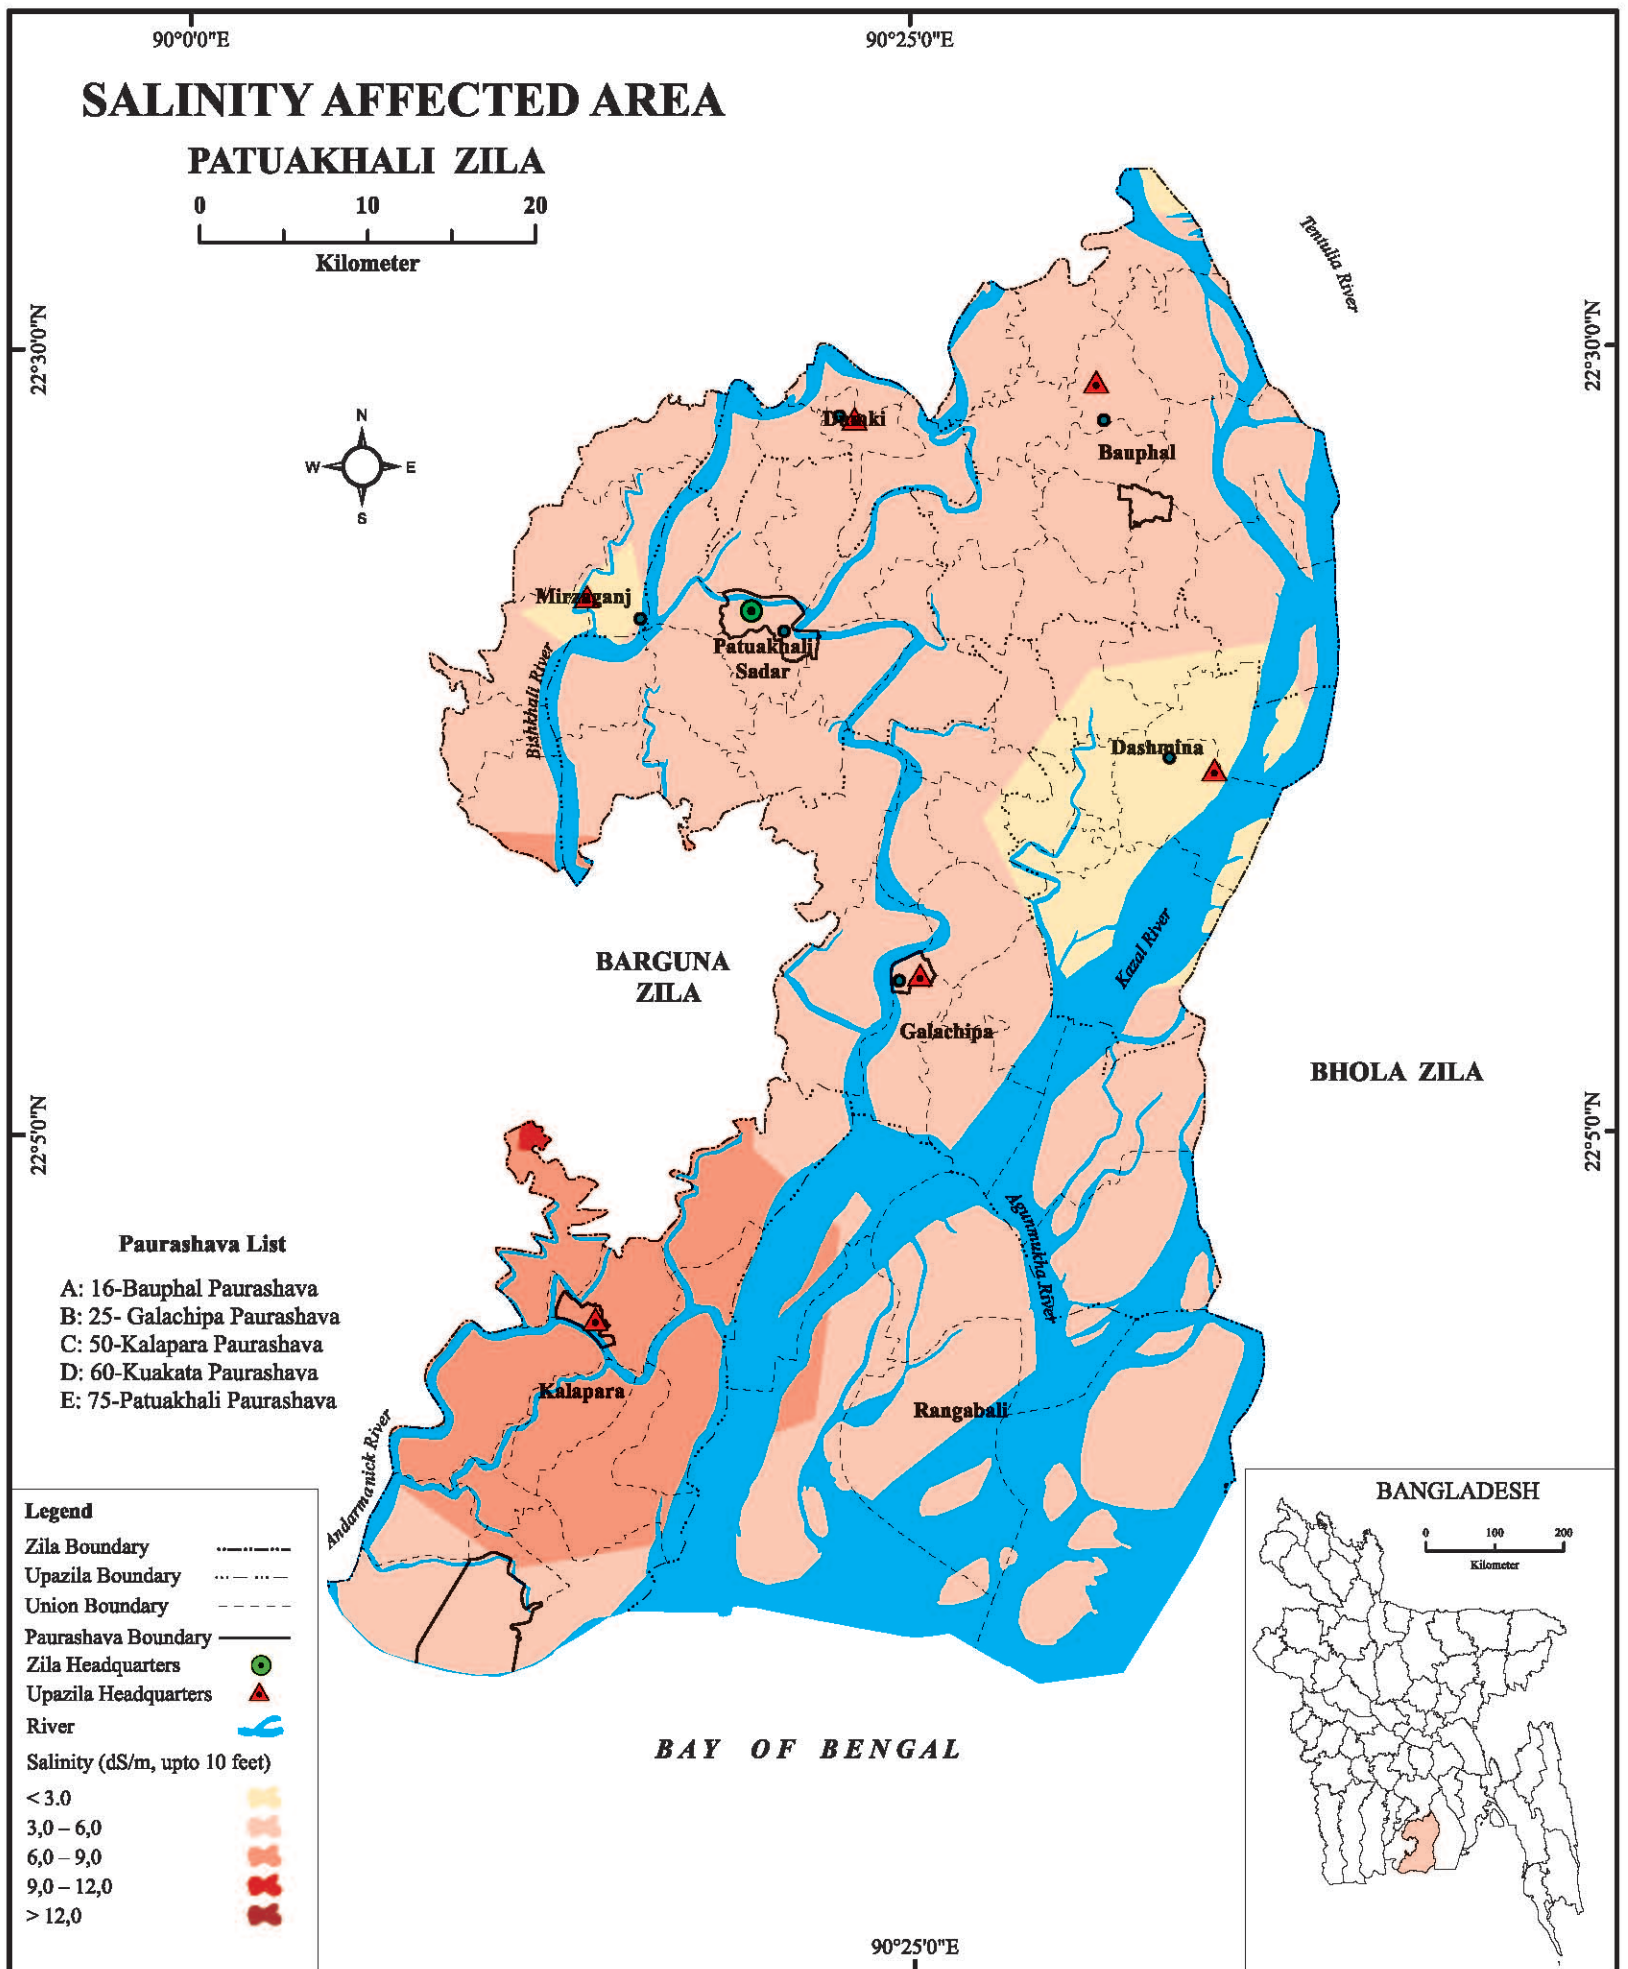 90°0'0"E
90°25'0"E
SALINITY AFFECTED AREA
PATUAKHALI ZILA
0 10 20
Kilometer
Tentulia River
22°30'0"N
22°30'0"N
N
W E
S
Dumki
Bauphal
Mirzaganj
Patuakhali
Sadar
Bishkhali River
Dashmina
Kazal River
BARGUNA
ZILA
Galachipa
BHOLA ZILA
22°5'0"N
22°5'0"N
Agunmukha River
Paurashava List
A: 16-Bauphal Paurashava
B: 25- Galachipa Paurashava
C: 50-Kalapara Paurashava
D: 60-Kuakata Paurashava
E: 75-Patuakhali Paurashava
Kalapara
Rangabali
Andarmanick River
Legend
Zila Boundary
Upazila Boundary
Union Boundary
Paurashava Boundary
Zila Headquarters
Upazila Headquarters
River
Salinity (dS/m, upto 10 feet)
< 3.0
3,0 – 6,0
6,0 – 9,0
9,0 – 12,0
> 12,0
BAY OF BENGAL
BANGLADESH
0 100 200
Kilometer
90°25'0"E